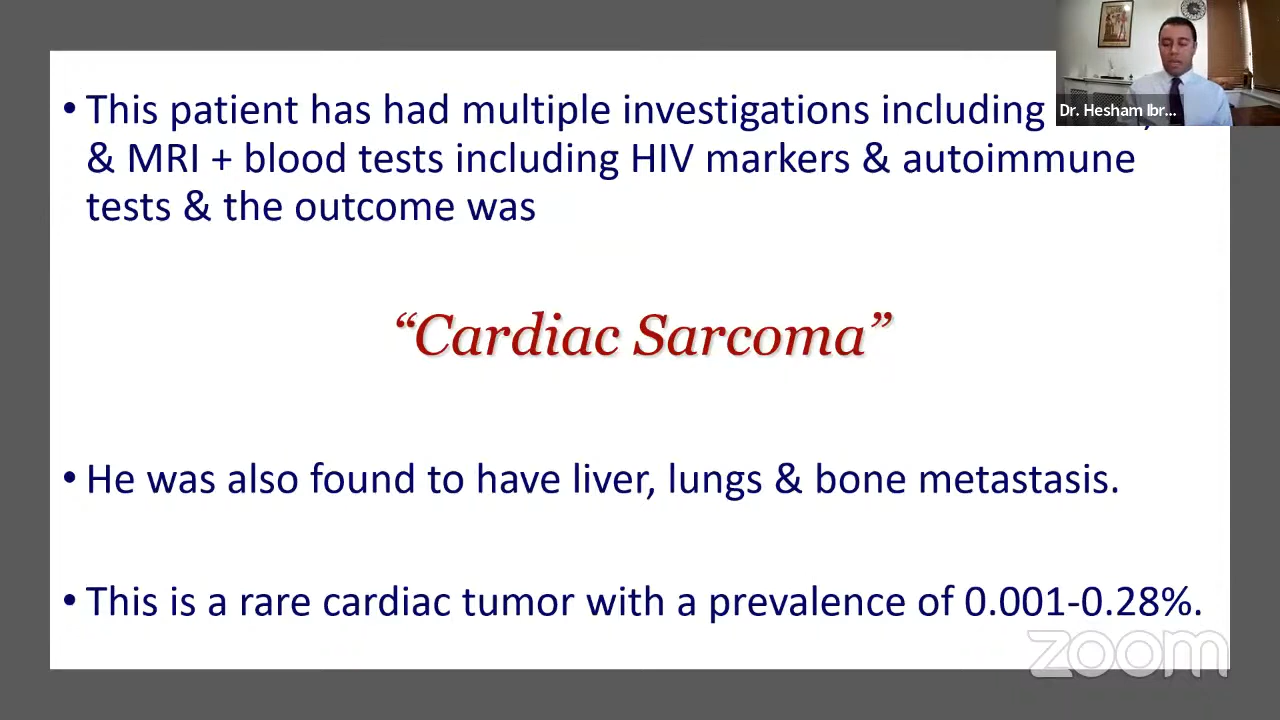 • This patient has had multiple investigations including
& MRI + blood tests including HIV markers & autoimmune
tests & the outcome was
“Cardiac Sarcoma”
• He was also found to have liver, lungs & bone metastasis.
• This is a rare cardiac tumor with a prevalence of 0.001-0.28%.
Dr. Hesham Ibr...
zoom